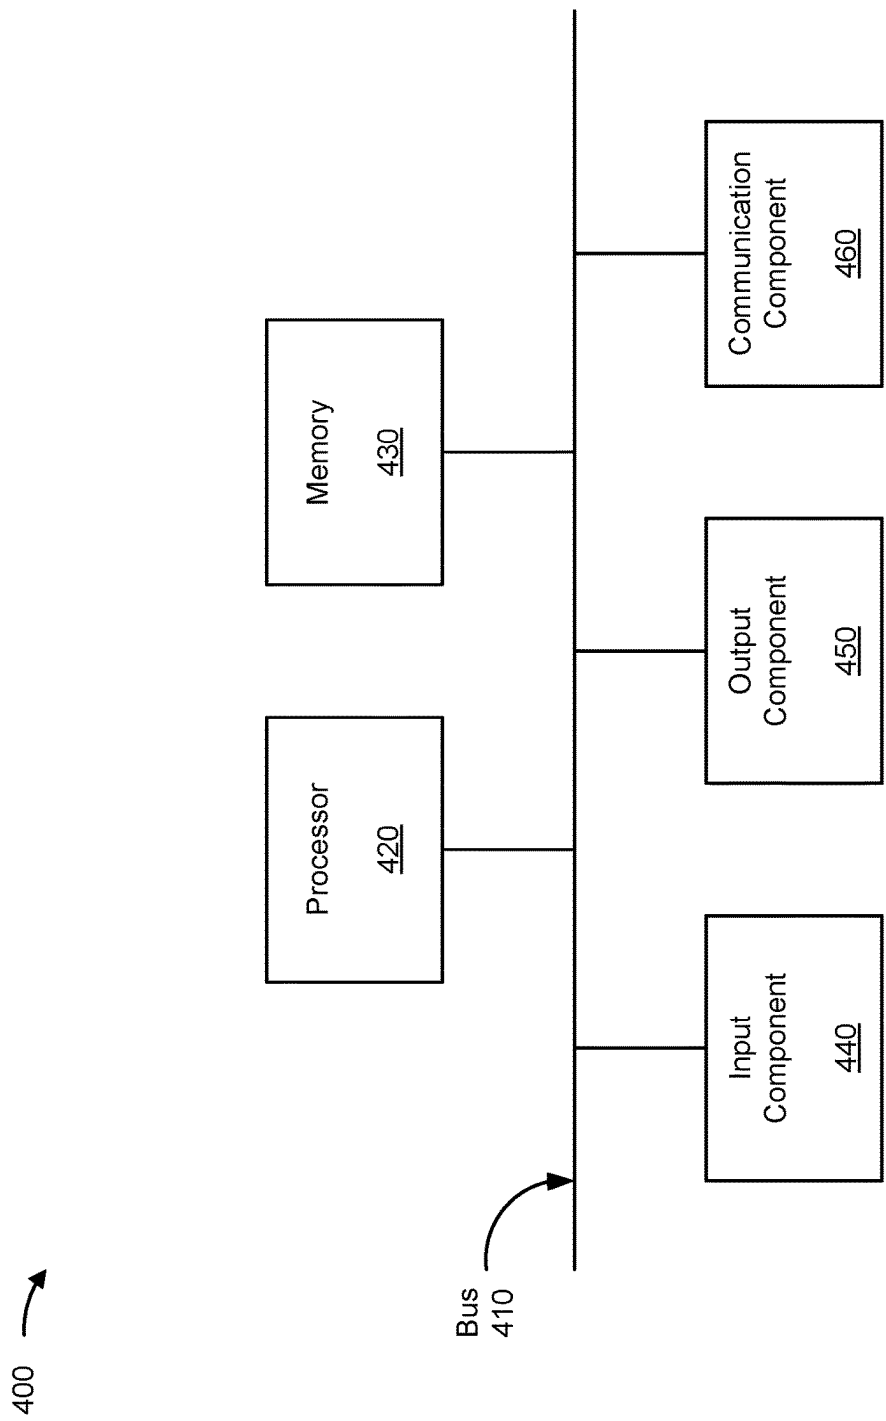 400
Bus
410
Processor
420
Memory
430
Input
Component
440
Output
Component
450
Communication
Component
460